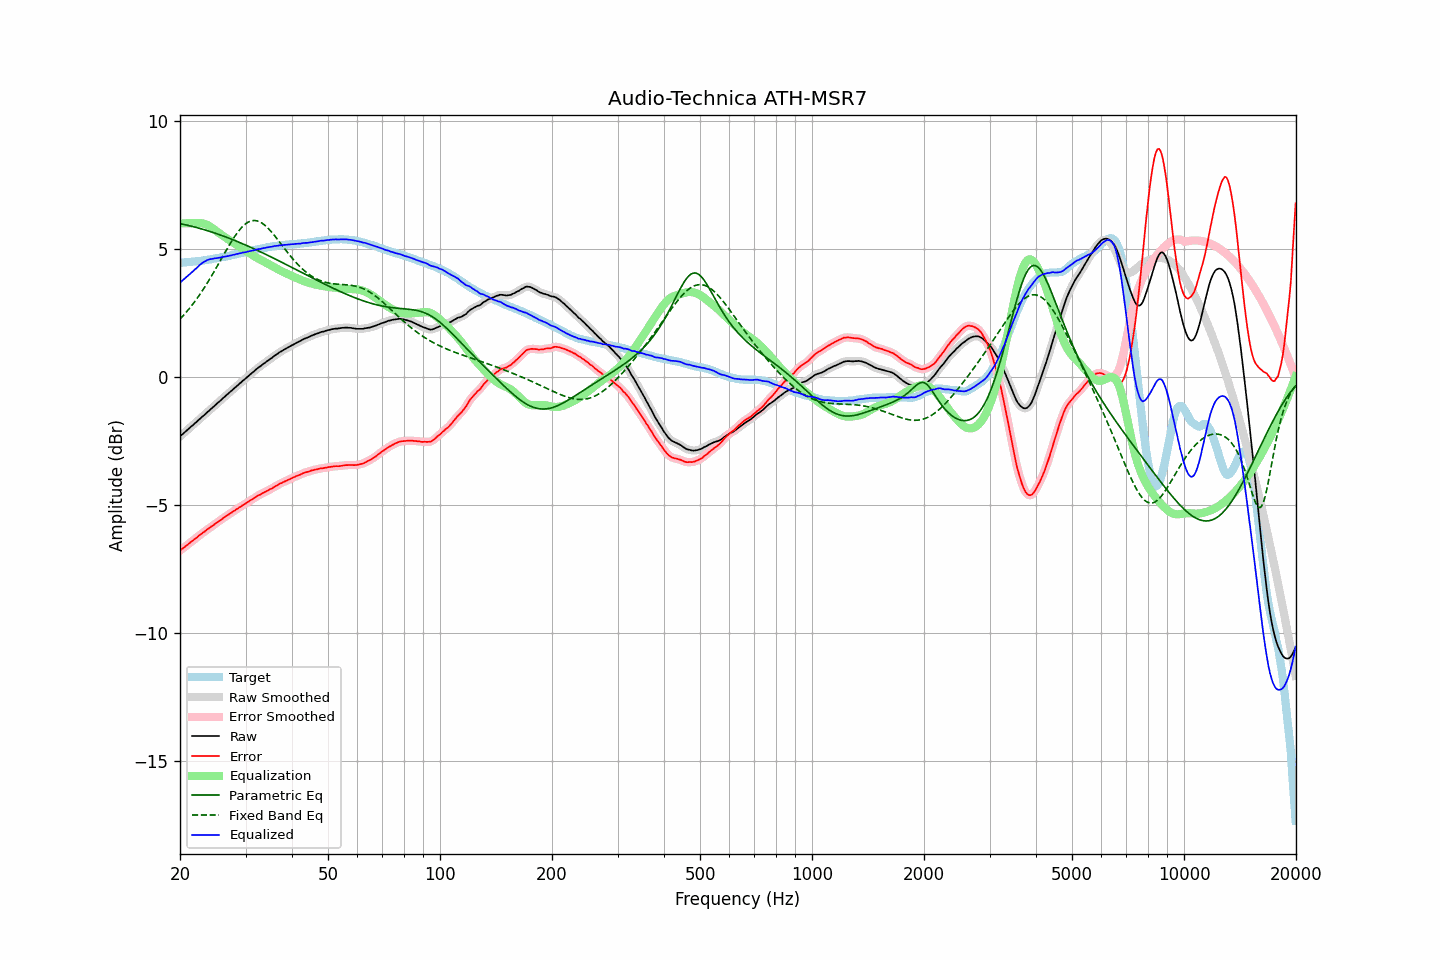 Audio-Technica ATH-MSR7
Amplitude (dBr)
10
5
0
−5
−10
−15
Target
Raw Smoothed
Error Smoothed
Raw
Error
Equalization
Parametric Eq
Fixed Band Eq
Equalized
20 50 100 200 500 1000 2000 5000 10000 20000
Frequency (Hz)